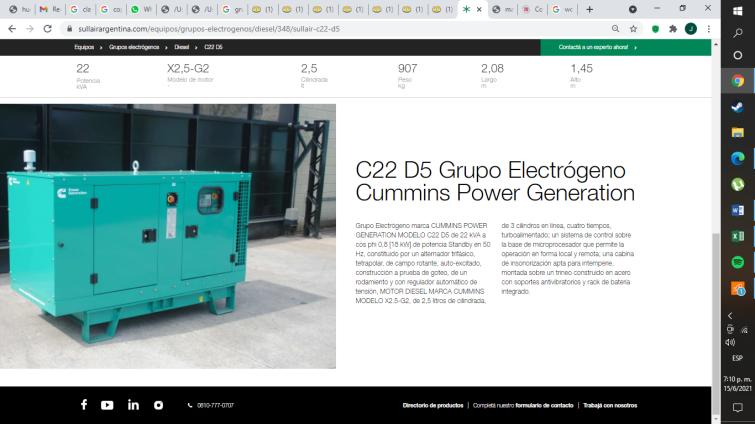 sullairargentina.com/equipos/grupos-electrogenos/diesel/348/sullair-c22-d5
Equipos > Grupos electrógenos > Diesel > C22 D5
Contactá a un experto ahora! >
22
Potencia
kVA
X2,5-G2
Modelo de motor
2,5
Cilindrada
lt
907
Peso
kg
2,08
Largo
m
1,45
Alto
m
C22 D5 Grupo Electrógeno
Cummins Power Generation
Grupo Electrógeno marca CUMMINS POWER
GENERATION MODELO C22 D5 de 22 kVA a
cós phi 0,8 [18 kW] de potencia Standby en 50
Hz, constituido por un alternador trifásico,
tetrapolar, de campo rotante, auto-excitado,
construccion a prueba de goteo, de un
rodamiento y con regulador automático de
tensión, MOTOR DIESEL MARCA CUMMINS
MODELO X2.5-G2, de 2,5 litros de cilindrada,
de 3 cilindros en línea, cuatro tiempos,
turboalimentado; un sistema de control sobre
la base de microprocesador que permite la
operación en forma local y remota; una cabina
de insonorización apta para intemperie.
montada sobre un trineo construido en acero
con soportes antivibratorios y rack de bateria
integrado.
Power
Generation
0810-777-0707
Directorio de productos | Completá nuestro formulario de contacto | Trabajá con nosotros
ESP
7:10 p. m.
15/6/2021